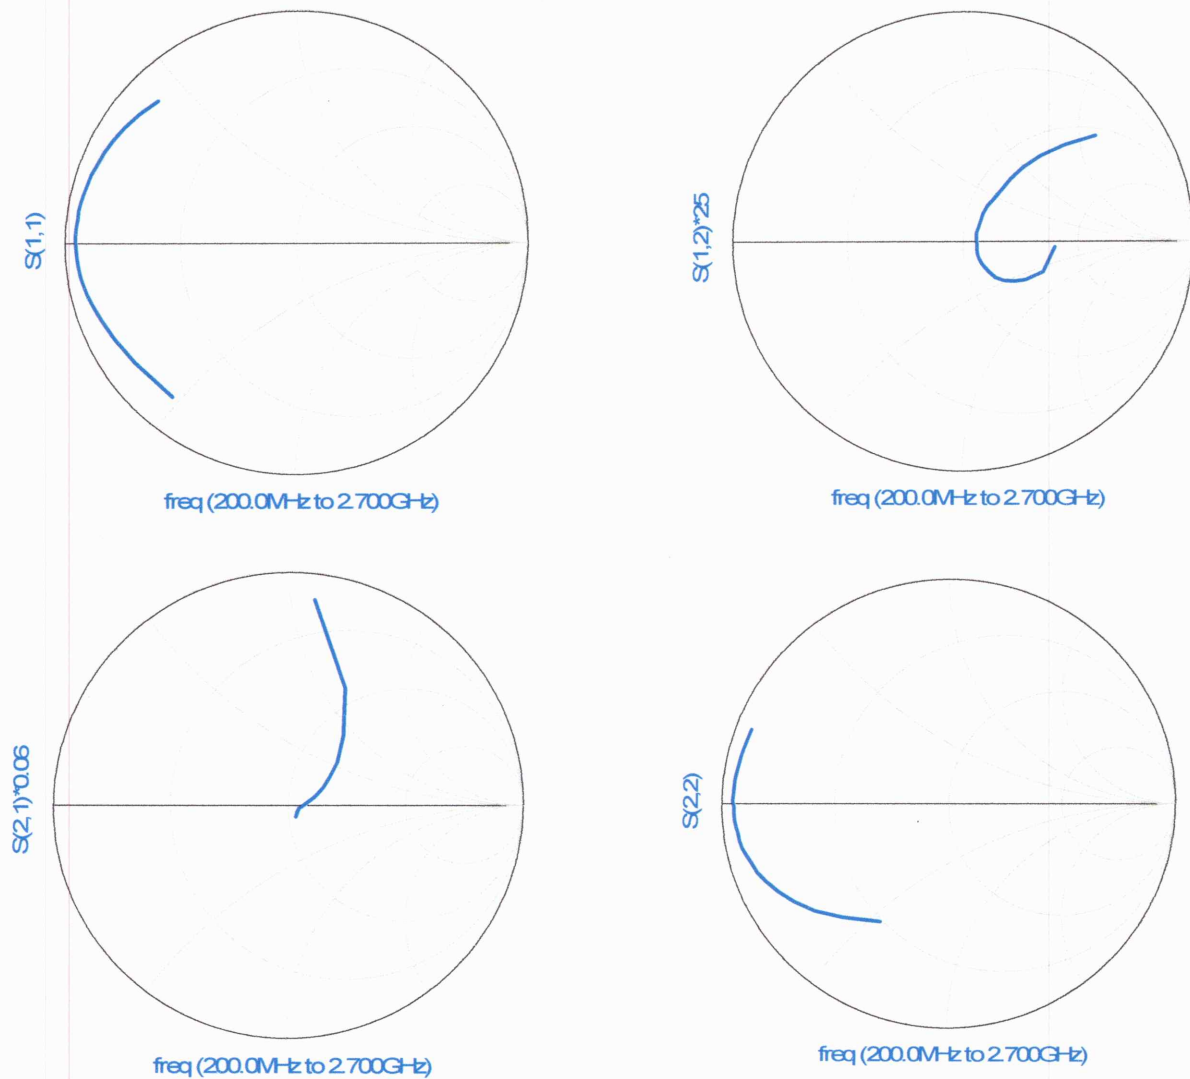 S(1,1)
freq (200.0MHz to 2.700GHz)
S(1,2)*25
freq (200.0MHz to 2.700GHz)
S(2,1)*0.06
freq (200.0MHz to 2.700GHz)
S(2,2)
freq (200.0MHz to 2.700GHz)